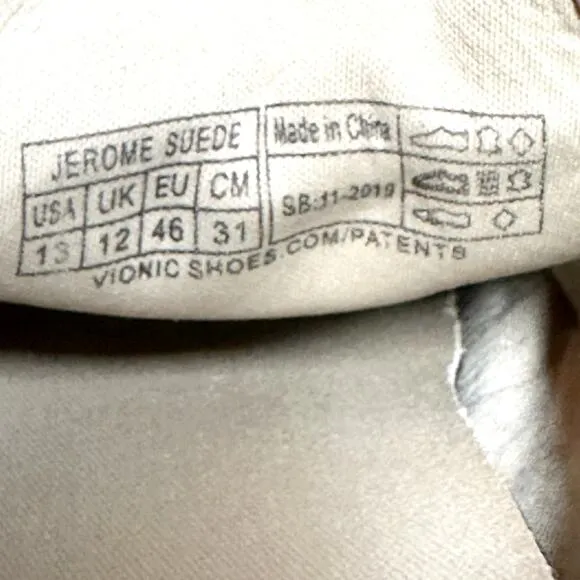 JEROME SUEDE
USA UK EU CM
13 12 46 31
Made in China
SB:11-2019
VIONIC SHOES.COM/PATENTS